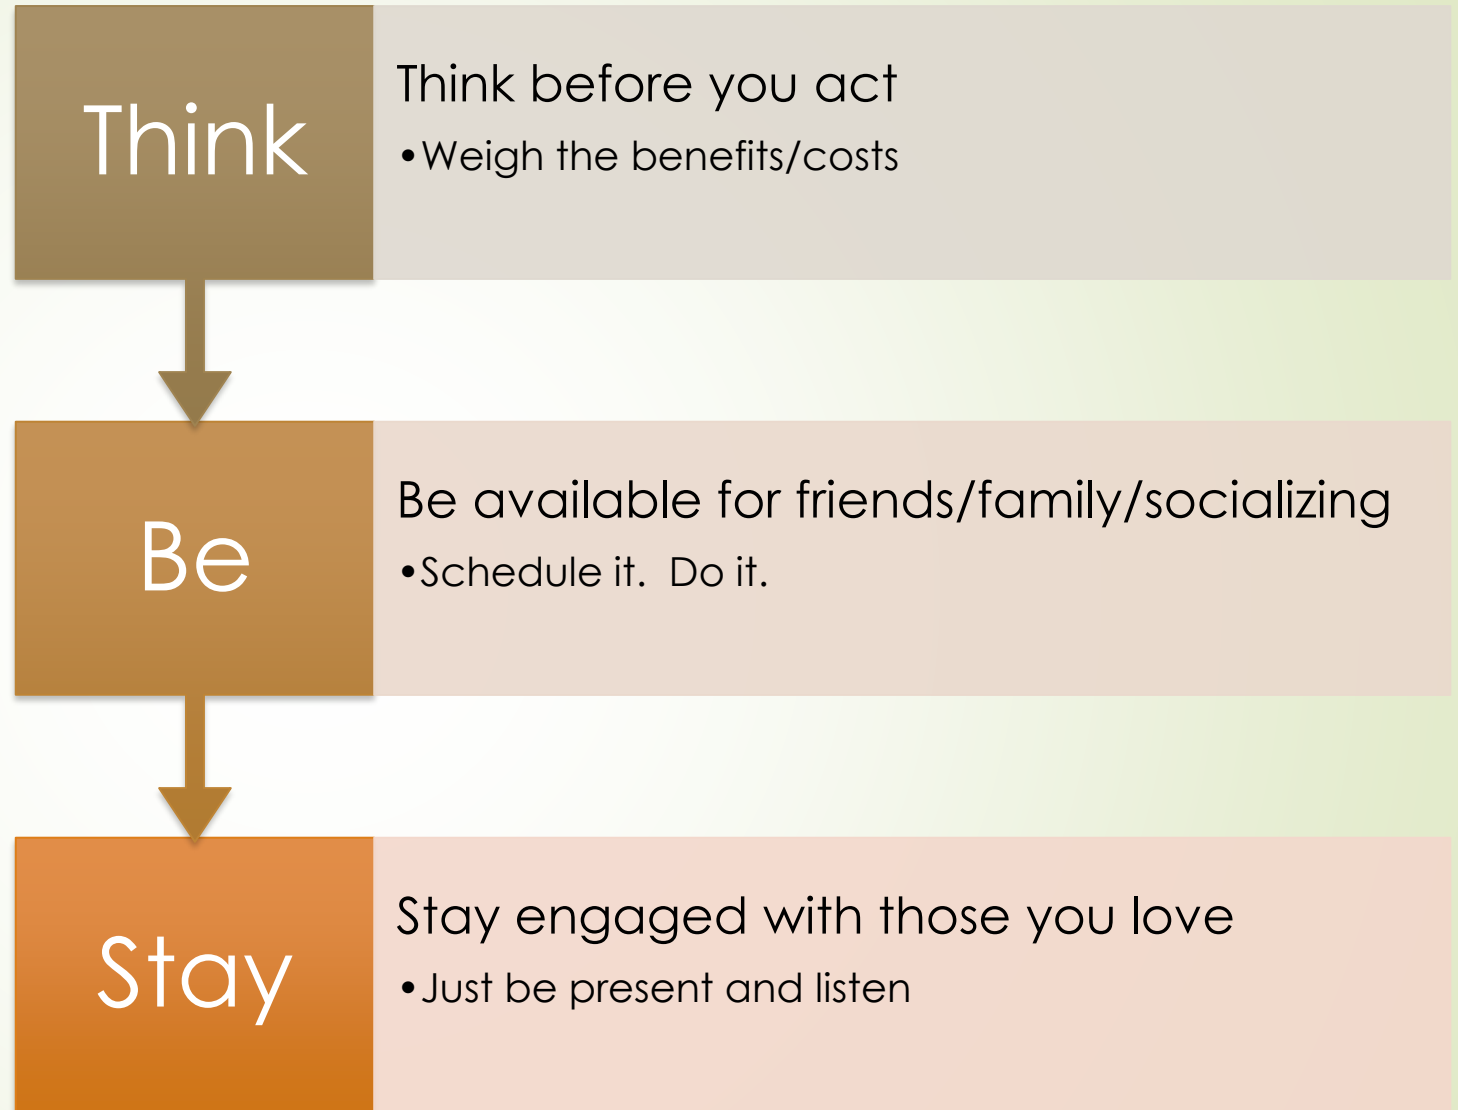 Think
Think before you act
•Weigh the benefits/costs
Be
Be available for friends/family/socializing
•Schedule it.  Do it.
Stay
Stay engaged with those you love
•Just be present and listen